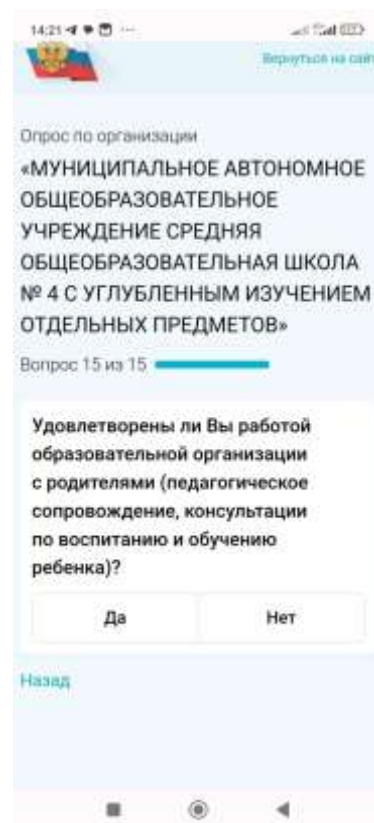 14:21
Вернуться на сайт
Опрос по организации
«МУНИЦИПАЛЬНОЕ АВТОНОМНОЕ
ОБЩЕОБРАЗОВАТЕЛЬНОЕ
УЧРЕЖДЕНИЕ СРЕДНЯЯ
ОБЩЕОБРАЗОВАТЕЛЬНАЯ ШКОЛА
№ 4 С УГЛУБЛЕННЫМ ИЗУЧЕНИЕМ
ОТДЕЛЬНЫХ ПРЕДМЕТОВ»
Вопрос 15 из 15
Удовлетворены ли Вы работой
образовательной организации
с родителями (педагогическое
сопровождение, консультации
по воспитанию и обучению
ребенка)?
Да Нет
Назад